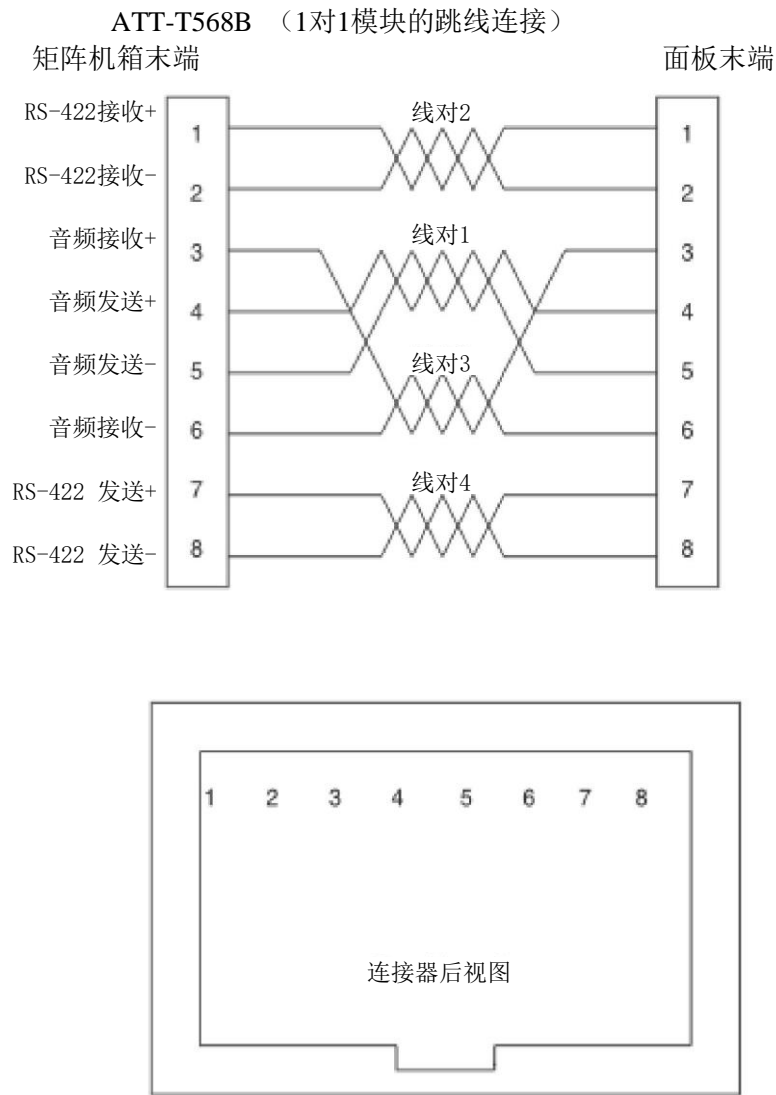 ATT-T568B （1对1模块的跳线连接）
矩阵机箱末端 面板末端
RS-422接收+ 1 线对2 1
RS-422接收- 2 2
音频接收+ 3 线对1 3
音频发送+ 4 4
音频发送- 5 线对3 5
音频接收- 6 6
RS-422 发送+ 7 线对4 7
RS-422 发送- 8 8
1 2 3 4 5 6 7 8
连接器后视图